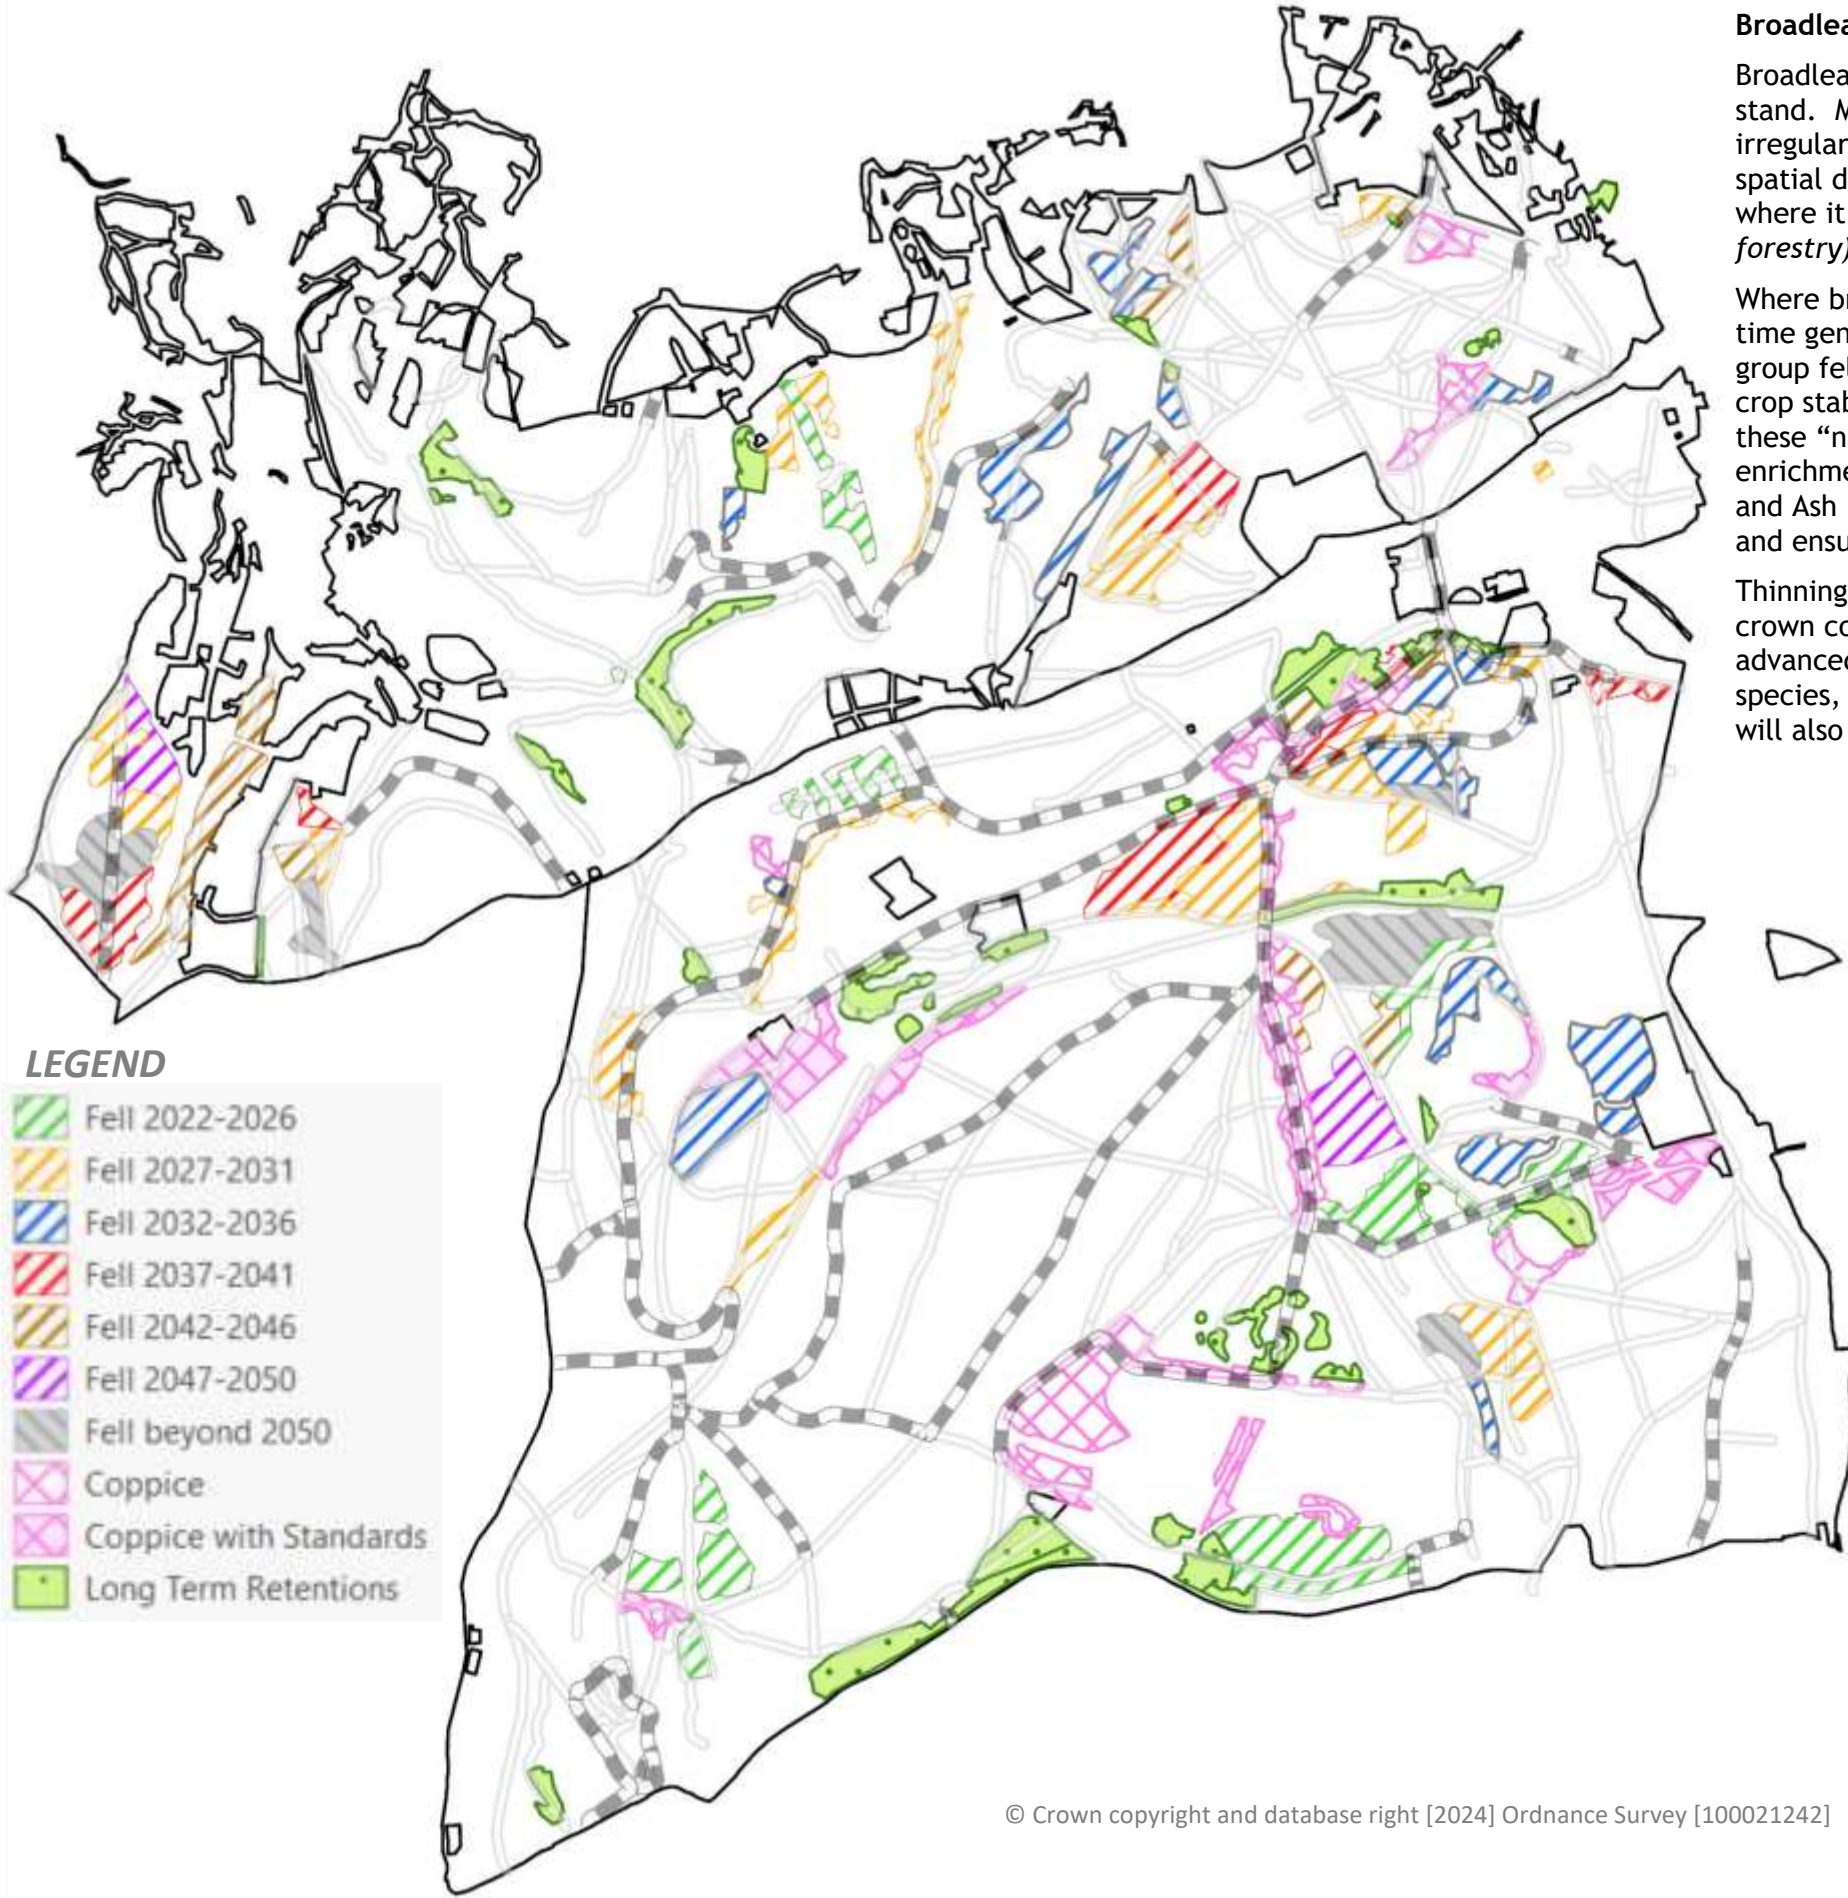 Broadlea
Broadlea
stand. M
irregular
spatial d
where it
forestry)
Where br
time gen
group fel
crop stab
these “n
enrichme
and Ash
and ensu
Thinning
crown co
advanced
species,
will also
LEGEND
Fell 2022-2026
Fell 2027-2031
Fell 2032-2036
Fell 2037-2041
Fell 2042-2046
Fell 2047-2050
Fell beyond 2050
Coppice
Coppice with Standards
Long Term Retentions
© Crown copyright and database right [2024] Ordnance Survey [100021242]